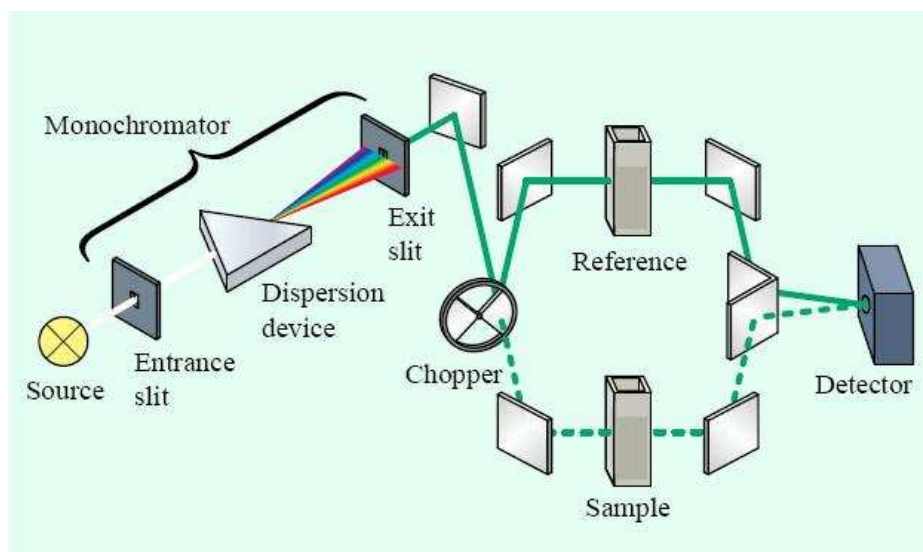 Monochromator
Exit
slit
Reference
Dispersion
device
Entrance
slit
Source
Chopper
Detector
Sample